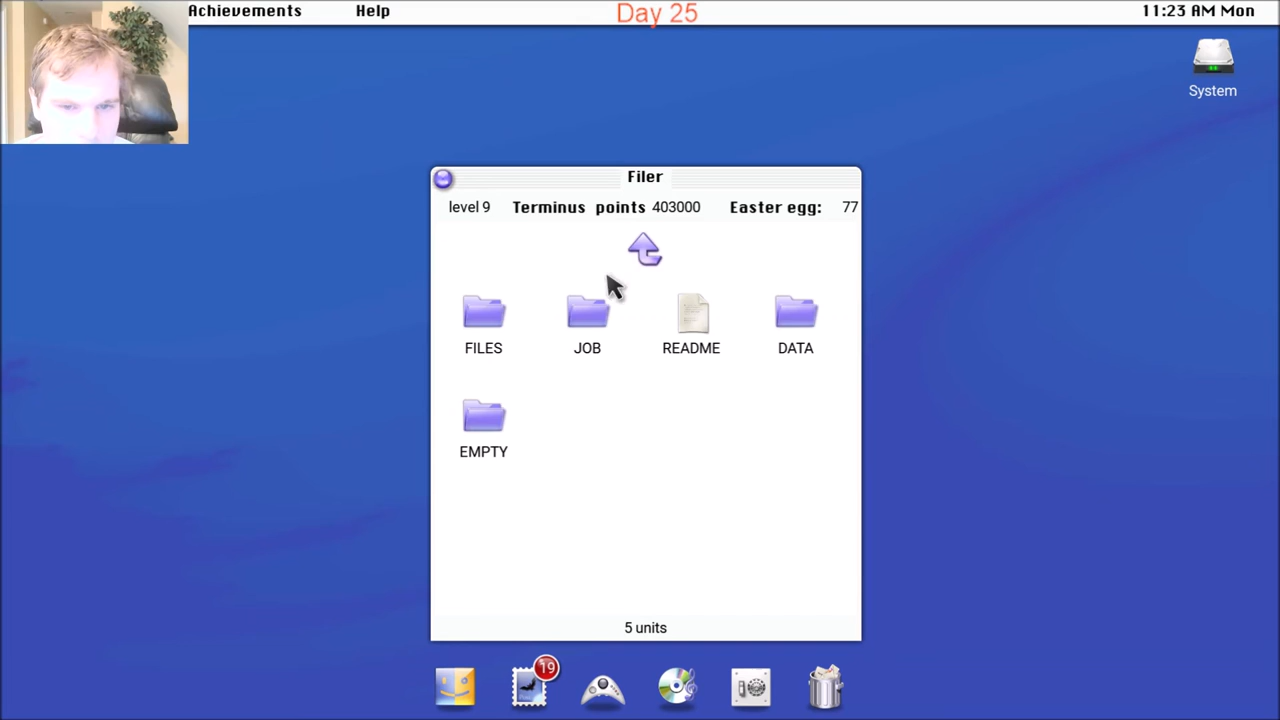 Achievements Help Day 25 11:23 AM Mon
System
Filer
level 9 Terminus points 403000 Easter egg: 77
FILES JOB README DATA
EMPTY
5 units
19